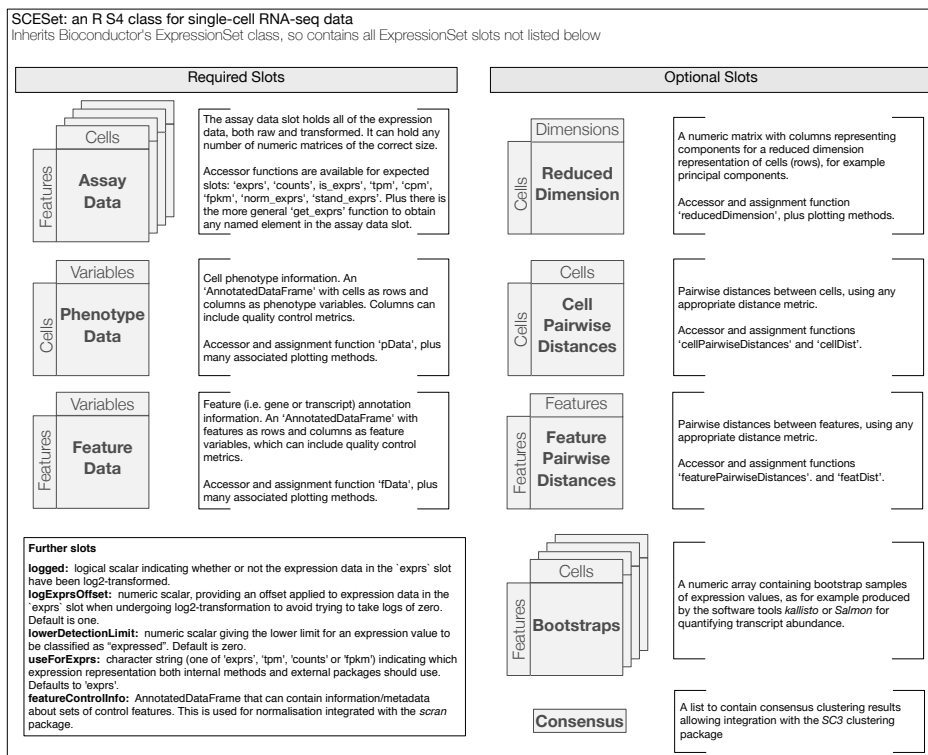 SCESet: an R S4 class for single-cell RNA-seq data
Inherits Bioconductor's ExpressionSet class, so contains all ExpressionSet slots not listed below
Required Slots
Cells
Features
Assay
Data
The assay data slot holds all of the expression
data, both raw and transformed. It can hold any
number of numeric matrices of the correct size.
Accessor functions are available for expected
slots: ‘exprs’, ‘counts’, is_exprs’, ‘tpm’, ‘cpm’,
‘fpkm’, ‘norm_exprs’, ‘stand_exprs’. Plus there is
the more general ‘get_exprs’ function to obtain
any named element in the assay data slot.
Variables
Cells
Phenotype
Data
Cell phenotype information. An
‘AnnotatedDataFrame’ with cells as rows and
columns as phenotype variables. Columns can
include quality control metrics.
Accessor and assignment function ‘pData’, plus
many associated plotting methods.
Variables
Features
Feature
Data
Feature (i.e. gene or transcript) annotation
information. An ‘AnnotatedDataFrame' with
features as rows and columns as feature
variables, which can include quality control
metrics.
Accessor and assignment function ‘fData’, plus
many associated plotting methods.
Further slots
logged: logical scalar indicating whether or not the expression data in the `exprs` slot
have been log2-transformed.
logExprsOffset: numeric scalar, providing an offset applied to expression data in the
`exprs` slot when undergoing log2-transformation to avoid trying to take logs of zero.
Default is one.
lowerDetectionLimit: numeric scalar giving the lower limit for an expression value to
be classified as “expressed”. Default is zero.
useForExprs: character string (one of 'exprs', 'tpm', 'counts' or 'fpkm') indicating which
expression representation both internal methods and external packages should use.
Defaults to 'exprs'.
featureControlInfo: AnnotatedDataFrame that can contain information/metadata
about sets of control features. This is used for normalisation integrated with the scran
package.
Optional Slots
Dimensions
Cells
Reduced
Dimension
A numeric matrix with columns representing
components for a reduced dimension
representation of cells (rows), for example
principal components.
Accessor and assignment function
‘reducedDimension’, plus plotting methods.
Cells
Cells
Cell
Pairwise
Distances
Pairwise distances between cells, using any
appropriate distance metric.
Accessor and assignment functions
‘cellPairwiseDistances’ and ‘cellDist’.
Features
Features
Feature
Pairwise
Distances
Pairwise distances between features, using any
appropriate distance metric.
Accessor and assignment functions
‘featurePairwiseDistances’. and ‘featDist’.
Cells
Features
Bootstraps
A numeric array containing bootstrap samples
of expression values, as for example produced
by the software tools kallisto or Salmon for
quantifying transcript abundance.
Consensus
A list to contain consensus clustering results
allowing integration with the SC3 clustering
package